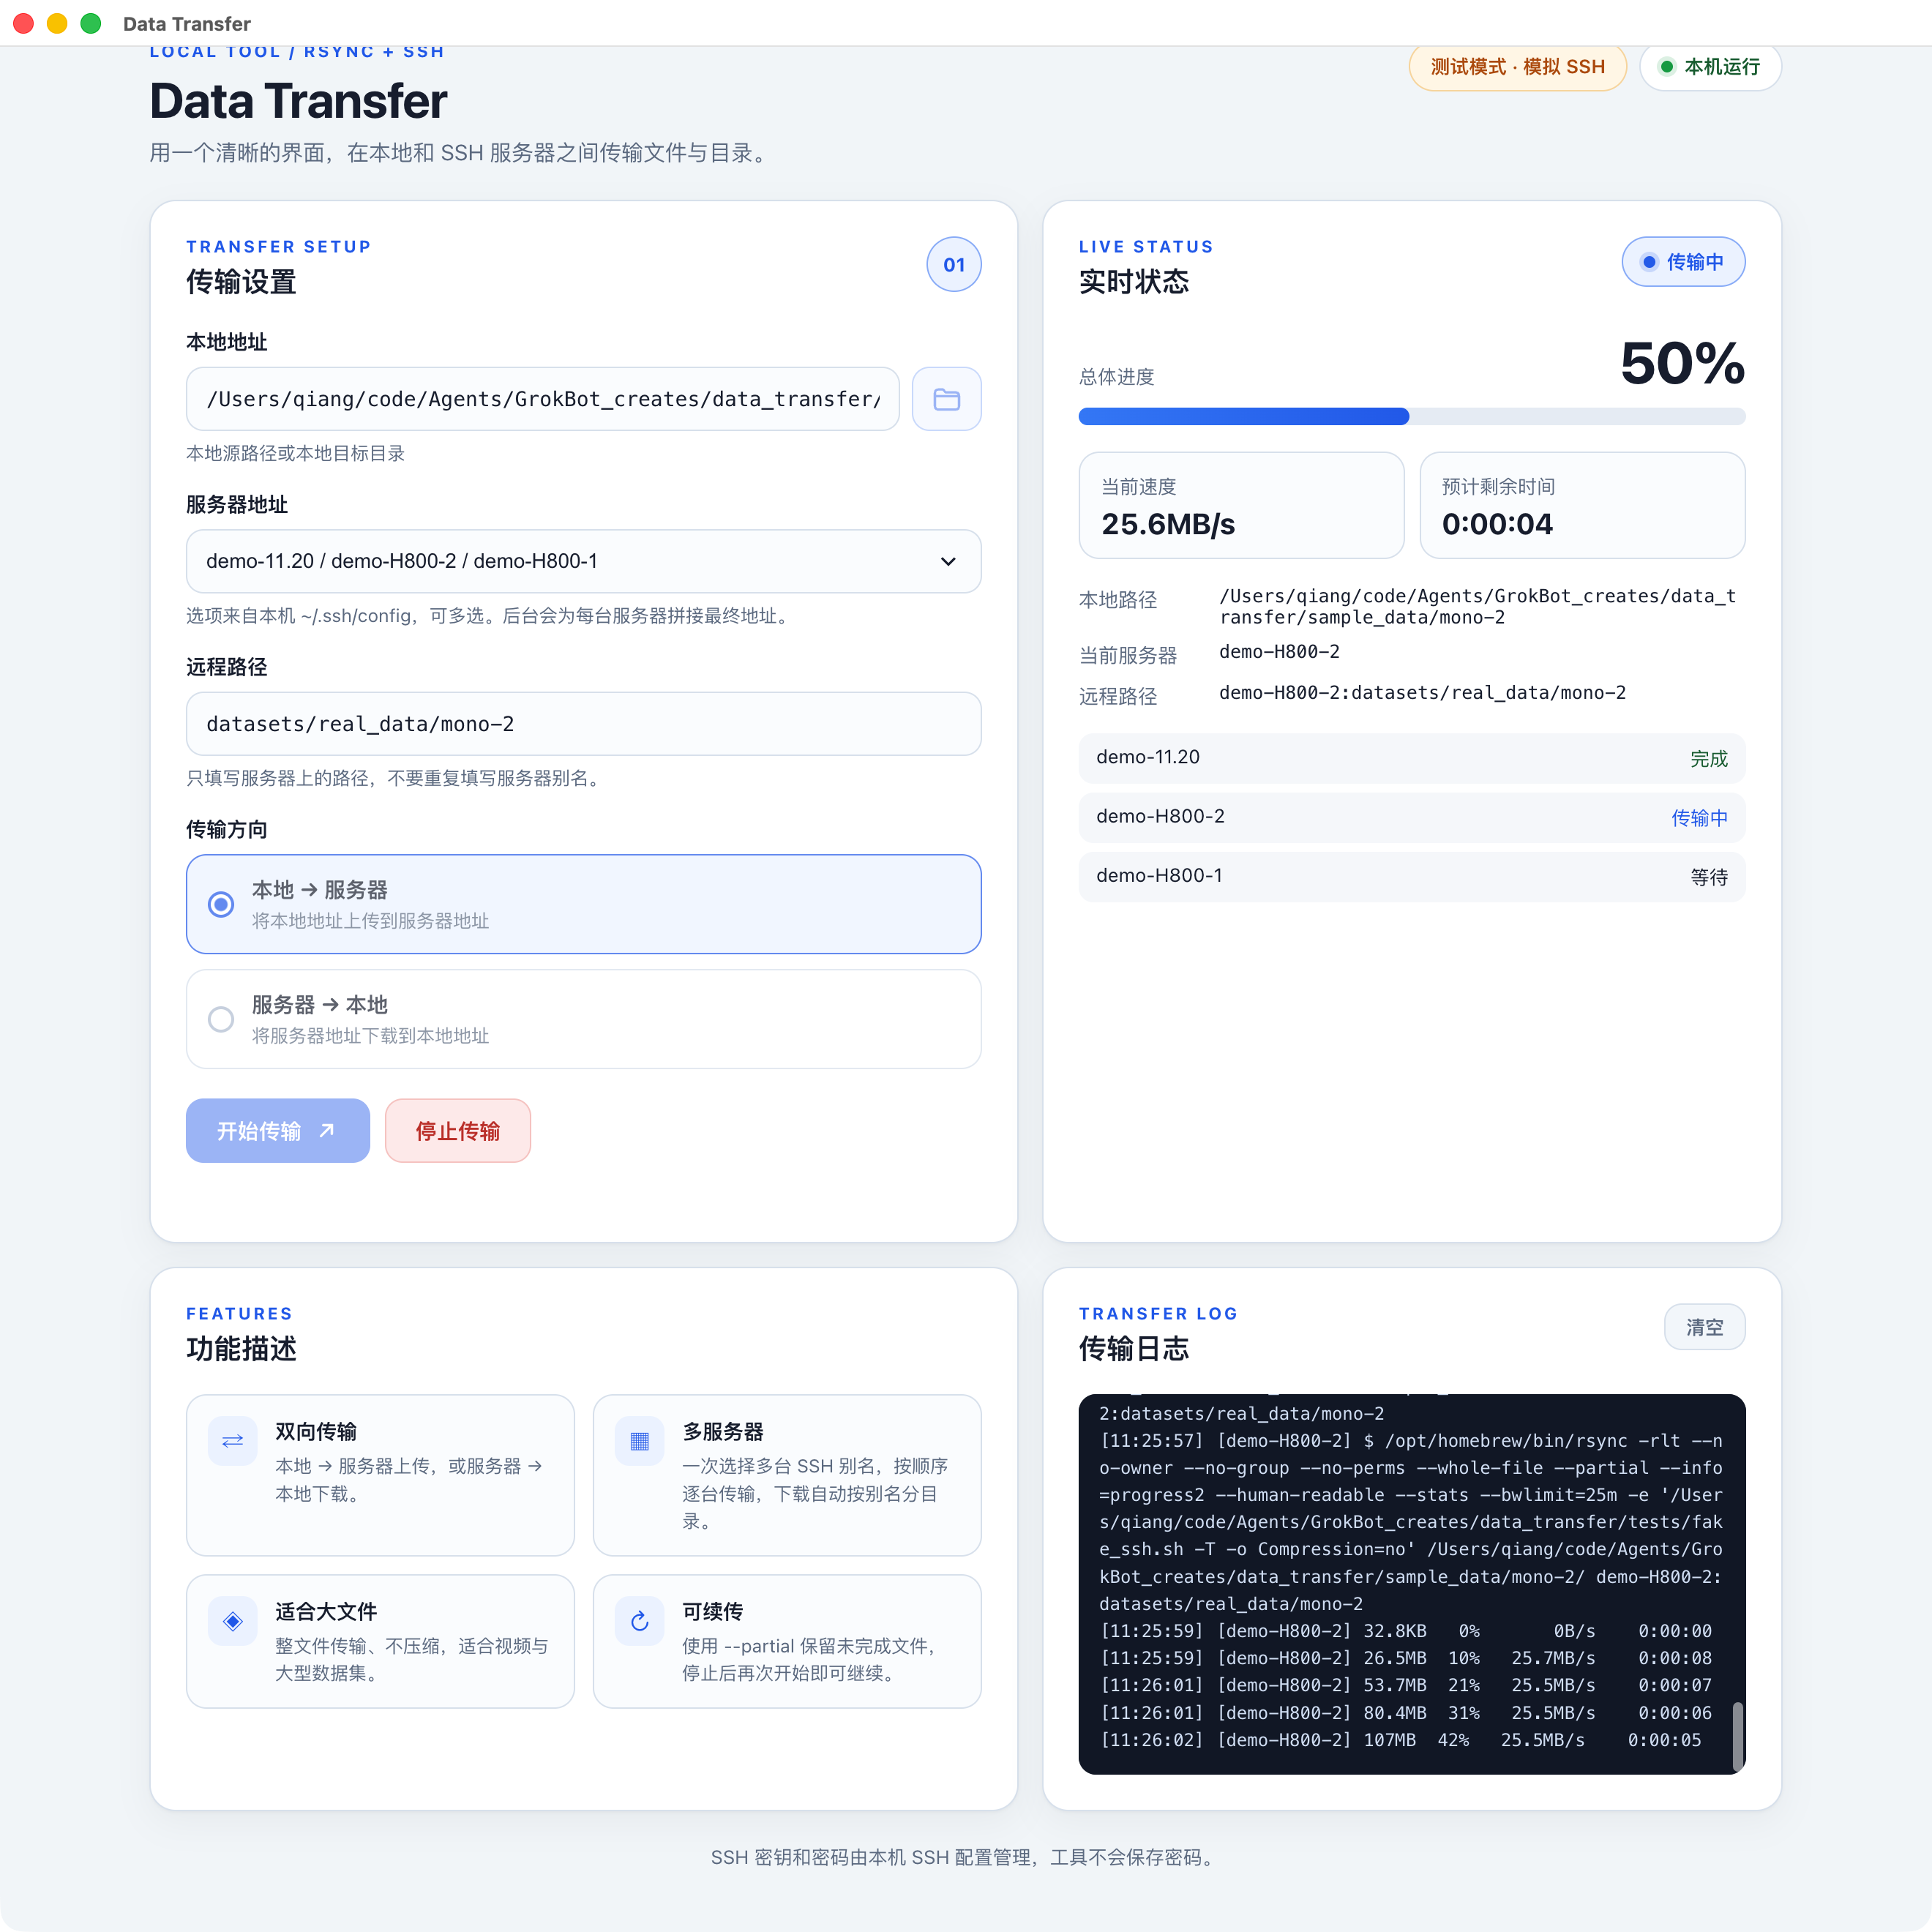 Data Transfer
LOCAL TOOL / RSYNC + SSH
测试模式 · 模拟 SSH
本机运行
Data Transfer
用一个清晰的界面，在本地和 SSH 服务器之间传输文件与目录。
TRANSFER SETUP
传输设置
01
本地地址
/Users/qiang/code/Agents/GrokBot_creates/data_transfer/
本地源路径或本地目标目录
服务器地址
demo-11.20 / demo-H800-2 / demo-H800-1
选项来自本机 ~/.ssh/config，可多选。后台会为每台服务器拼接最终地址。
远程路径
datasets/real_data/mono-2
只填写服务器上的路径，不要重复填写服务器别名。
传输方向
本地 → 服务器
将本地地址上传到服务器地址
服务器 → 本地
将服务器地址下载到本地地址
开始传输 ↗
停止传输
LIVE STATUS
实时状态
传输中
总体进度
50%
当前速度
25.6MB/s
预计剩余时间
0:00:04
本地路径
/Users/qiang/code/Agents/GrokBot_creates/data_t
ransfer/sample_data/mono-2
当前服务器
demo-H800-2
远程路径
demo-H800-2:datasets/real_data/mono-2
demo-11.20 完成
demo-H800-2 传输中
demo-H800-1 等待
FEATURES
功能描述
双向传输
本地 → 服务器上传，或服务器 →
本地下载。
多服务器
一次选择多台 SSH 别名，按顺序
逐台传输，下载自动按别名分目
录。
适合大文件
整文件传输、不压缩，适合视频与
大型数据集。
可续传
使用 --partial 保留未完成文件，
停止后再次开始即可继续。
TRANSFER LOG
传输日志
清空
2:datasets/real_data/mono-2
[11:25:57] [demo-H800-2] $ /opt/homebrew/bin/rsync -rlt --n
o-owner --no-group --no-perms --whole-file --partial --info
=progress2 --human-readable --stats --bwlimit=25m -e '/User
s/qiang/code/Agents/GrokBot_creates/data_transfer/tests/fak
e_ssh.sh -T -o Compression=no' /Users/qiang/code/Agents/Gro
kBot_creates/data_transfer/sample_data/mono-2/ demo-H800-2:
datasets/real_data/mono-2
[11:25:59] [demo-H800-2] 32.8KB 0% 0B/s 0:00:00
[11:25:59] [demo-H800-2] 26.5MB 10% 25.7MB/s 0:00:08
[11:26:01] [demo-H800-2] 53.7MB 21% 25.5MB/s 0:00:07
[11:26:01] [demo-H800-2] 80.4MB 31% 25.5MB/s 0:00:06
[11:26:02] [demo-H800-2] 107MB 42% 25.5MB/s 0:00:05
SSH 密钥和密码由本机 SSH 配置管理，工具不会保存密码。